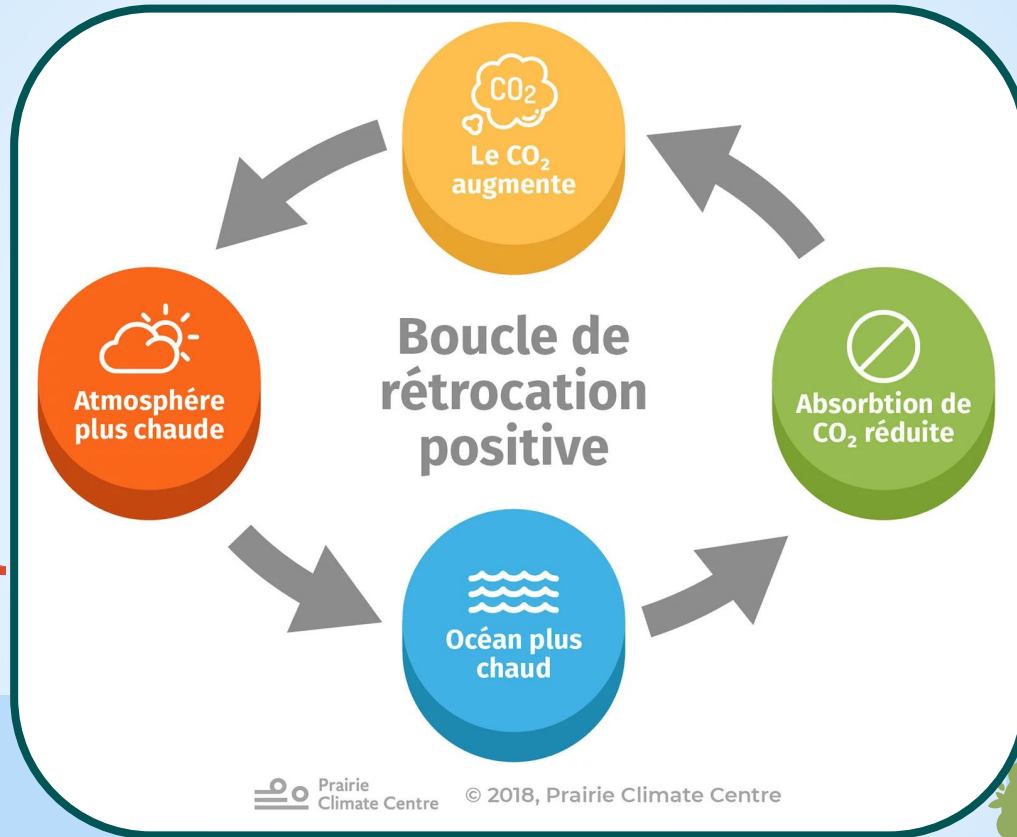 CO₂
Le CO₂
augmente
Atmosphére
plus chaude
Boucle de
rétrocation
positive
Absorbtion de
CO₂ réduite
Océan plus
chaud
Prairie
Climate Centre
© 2018, Prairie Climate Centre